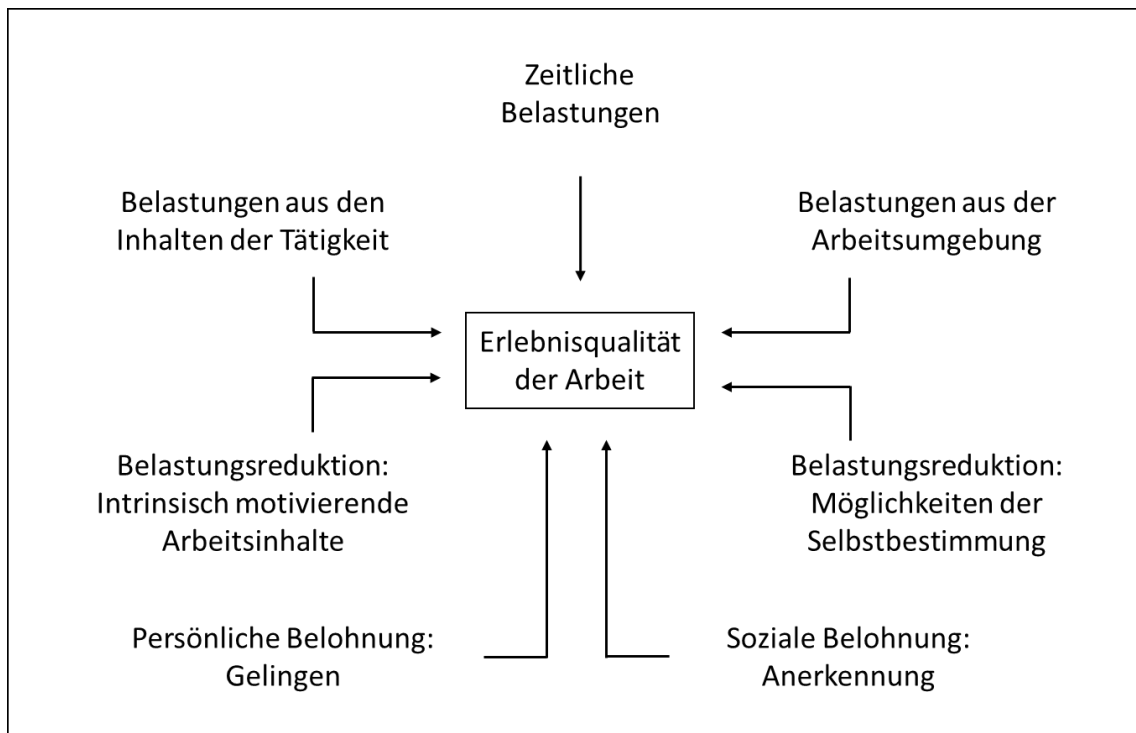 Zeitliche
Belastungen
Belastungen aus den
Inhalten der Tätigkeit
Belastungen aus der
Arbeitsumgebung
Erlebnisqualität
der Arbeit
Belastungsreduktion:
Intrinsisch motivierende
Arbeitsinhalte
Belastungsreduktion:
Möglichkeiten der
Selbstbestimmung
Persönliche Belohnung:
Gelingen
Soziale Belohnung:
Anerkennung